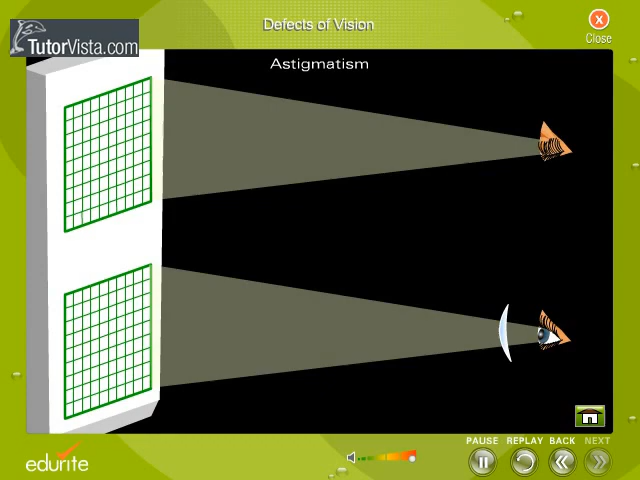 Defects of Vision
X
Close
TutorVista.com
Astigmatism
PAUSE REPLAY BACK NEXT
edurite